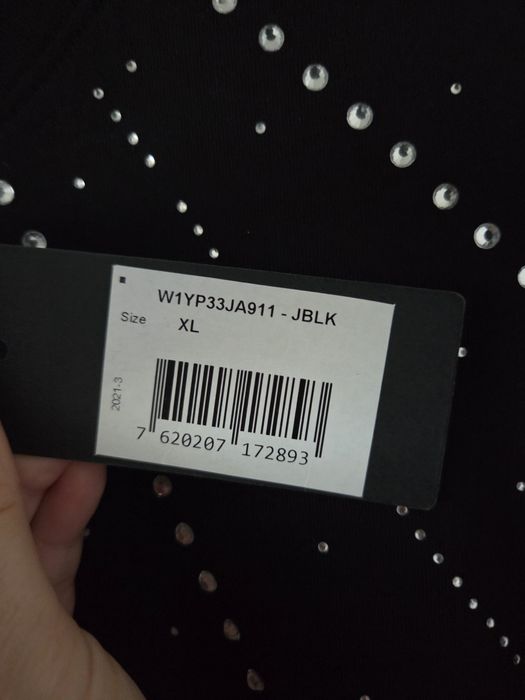 W1YP33JA911 - JBLK
Size XL
2021-3
7 620207 172893